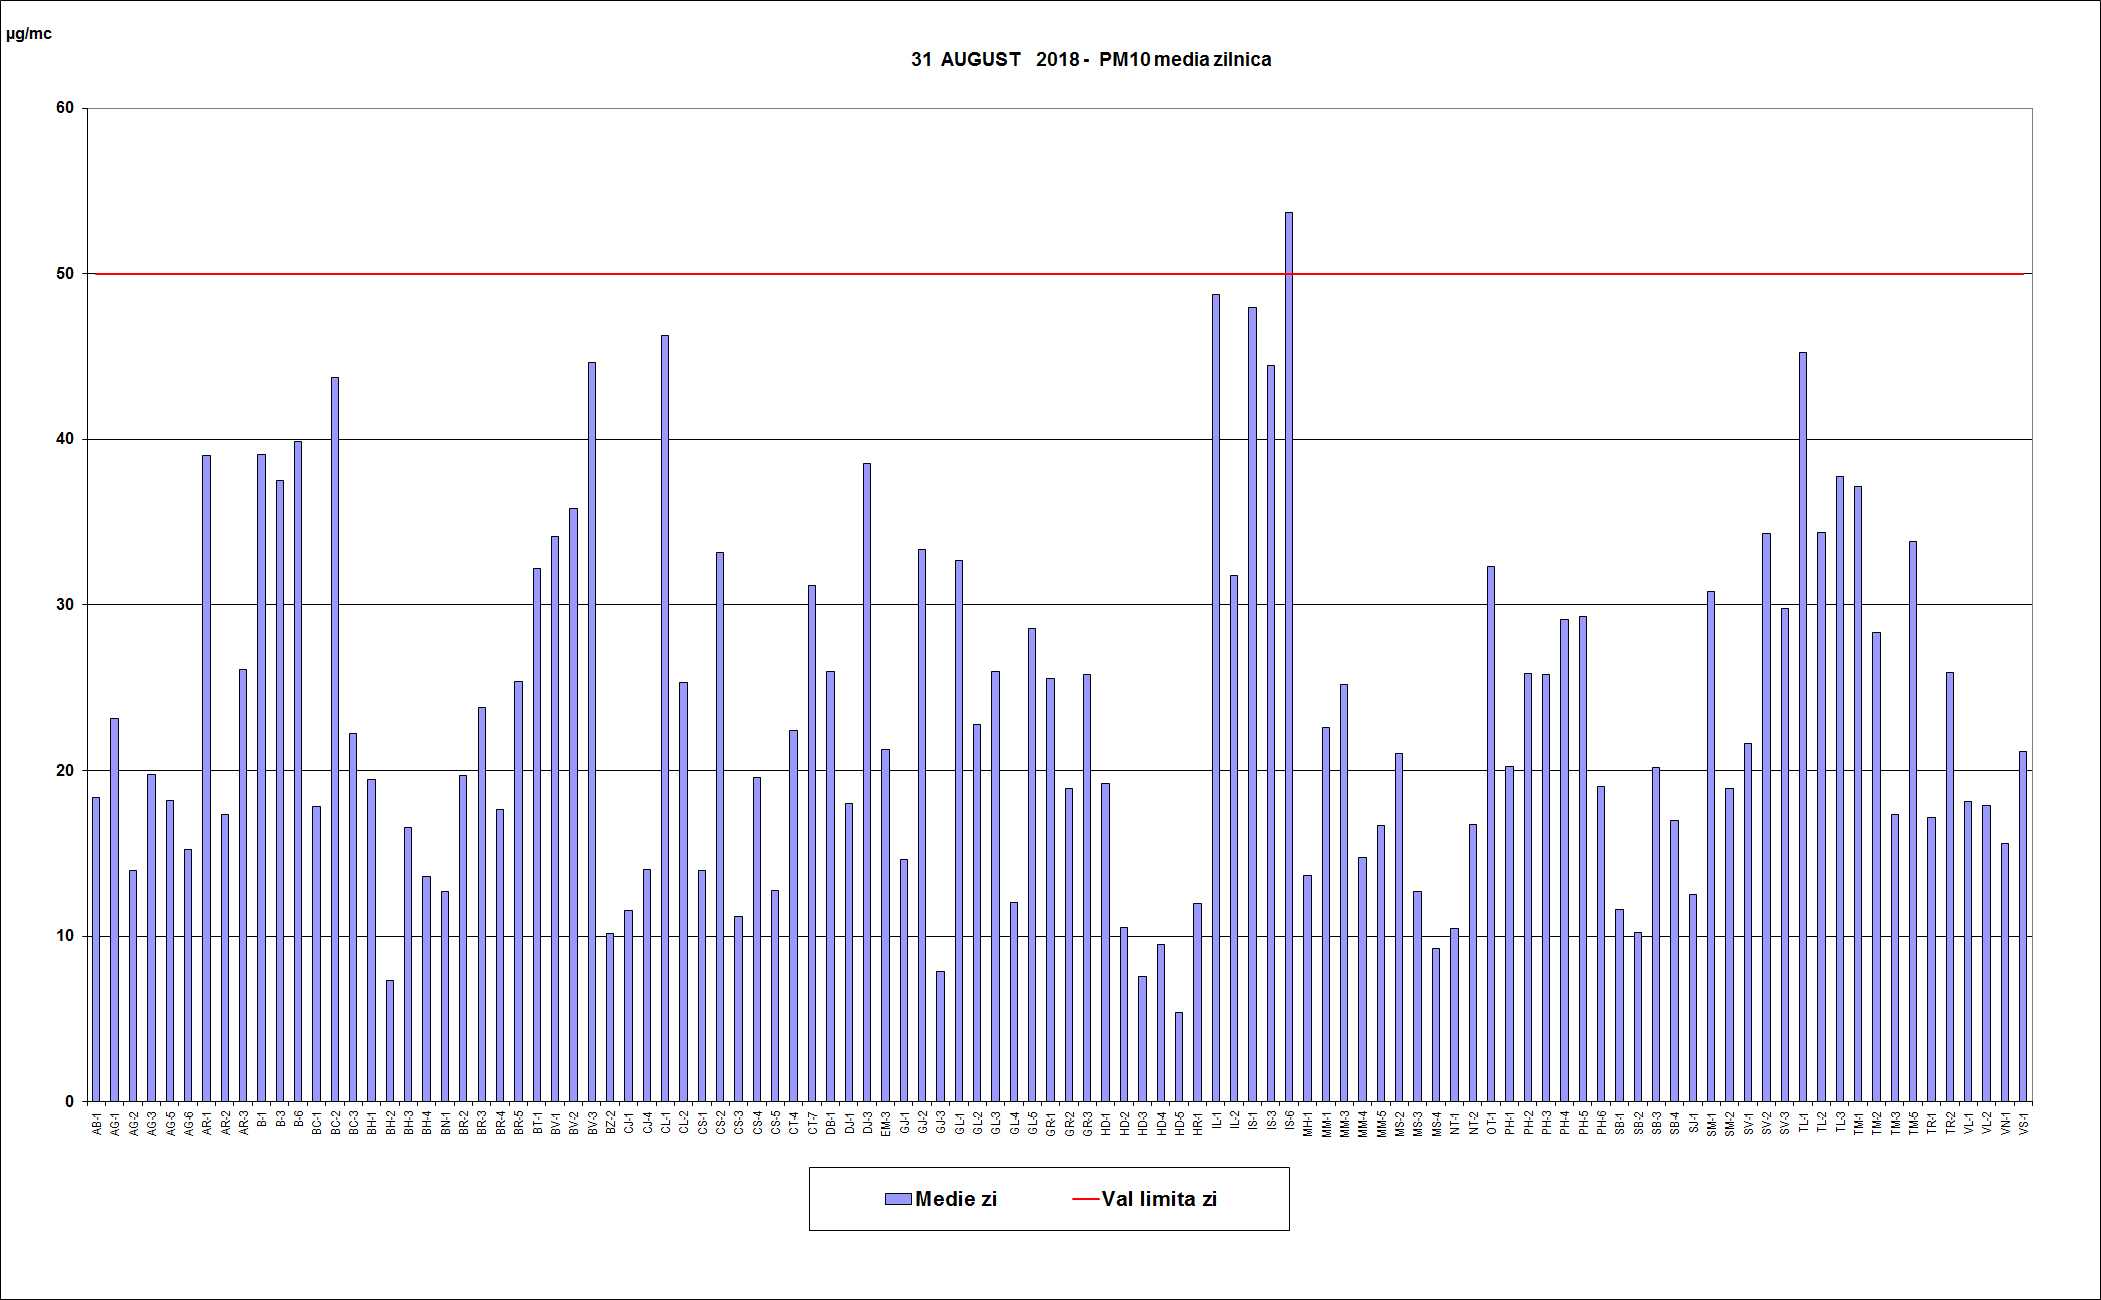 µg/mc
31 AUGUST 2018 - PM10 media zilnica
60
50
40
30
20
10
0
AB-1 AG-1 AG-2 AG-3 AG-5 AG-6 AR-1 AR-2 AR-3 B-1 B-3 B-6 BC-1 BC-2 BC-3 BH-1 BH-2 BH-3 BH-4 BN-1 BR-2 BR-3 BR-4 BR-5 BT-1 BV-1 BV-2 BV-3 BZ-2 CJ-1 CJ-4 CL-1 CL-2 CS-1 CS-2 CS-3 CS-4 CS-5 CT-4 CT-7 DB-1 DJ-1 DJ-3 EM-3 GJ-1 GJ-2 GJ-3 GL-1 GL-2 GL-3 GL-4 GL-5 GR-1 GR-2 GR-3 HD-1 HD-2 HD-3 HD-4 HD-5 HR-1 IL-1 IL-2 IS-1 IS-3 IS-6 MH-1 MM-1 MM-3 MM-4 MM-5 MS-2 MS-3 MS-4 NT-1 NT-2 OT-1 PH-1 PH-2 PH-3 PH-4 PH-5 PH-6 SB-1 SB-2 SB-3 SB-4 SJ-1 SM-1 SM-2 SV-1 SV-2 SV-3 TL-1 TL-2 TL-3 TM-1 TM-2 TM-3 TM-5 TR-1 TR-2 VL-1 VL-2 VN-1 VS-1
Medie zi Val limita zi